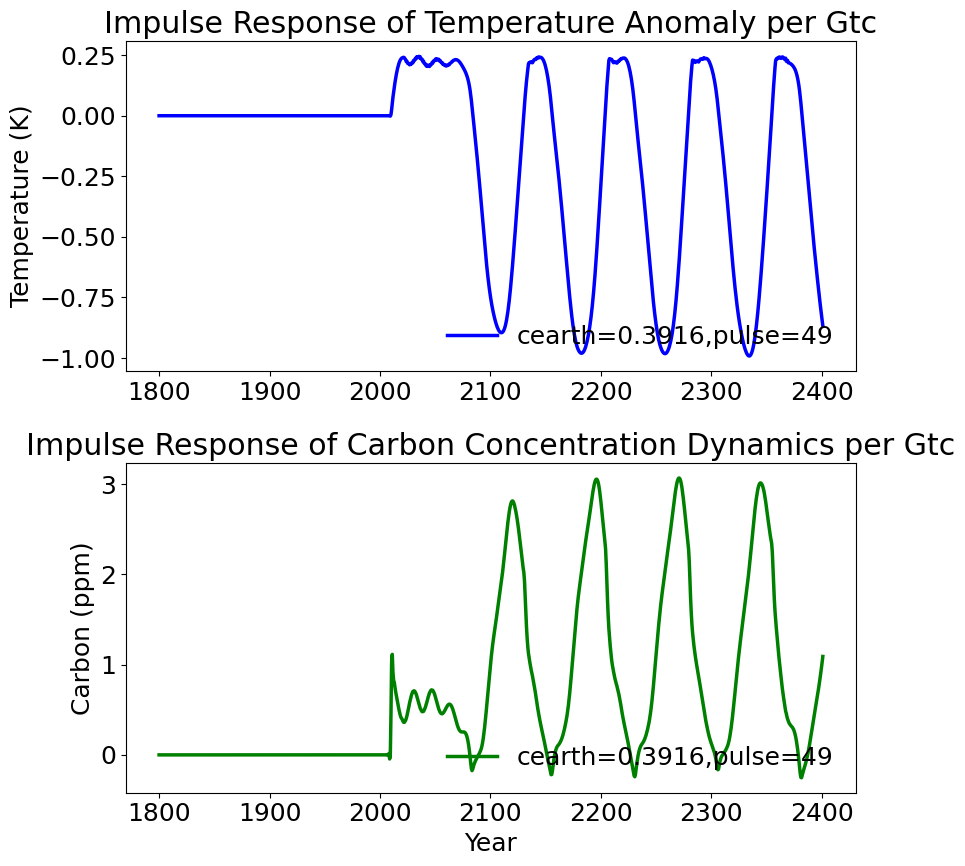 Impulse Response of Temperature Anomaly per Gtc
Temperature (K)
0.25
0.00
−0.25
−0.50
−0.75
−1.00
cearth=0.3916,pulse=49
1800 1900 2000 2100 2200 2300 2400
Impulse Response of Carbon Concentration Dynamics per Gtc
Carbon (ppm)
3
2
1
0
cearth=0.3916,pulse=49
1800 1900 2000 2100 2200 2300 2400
Year